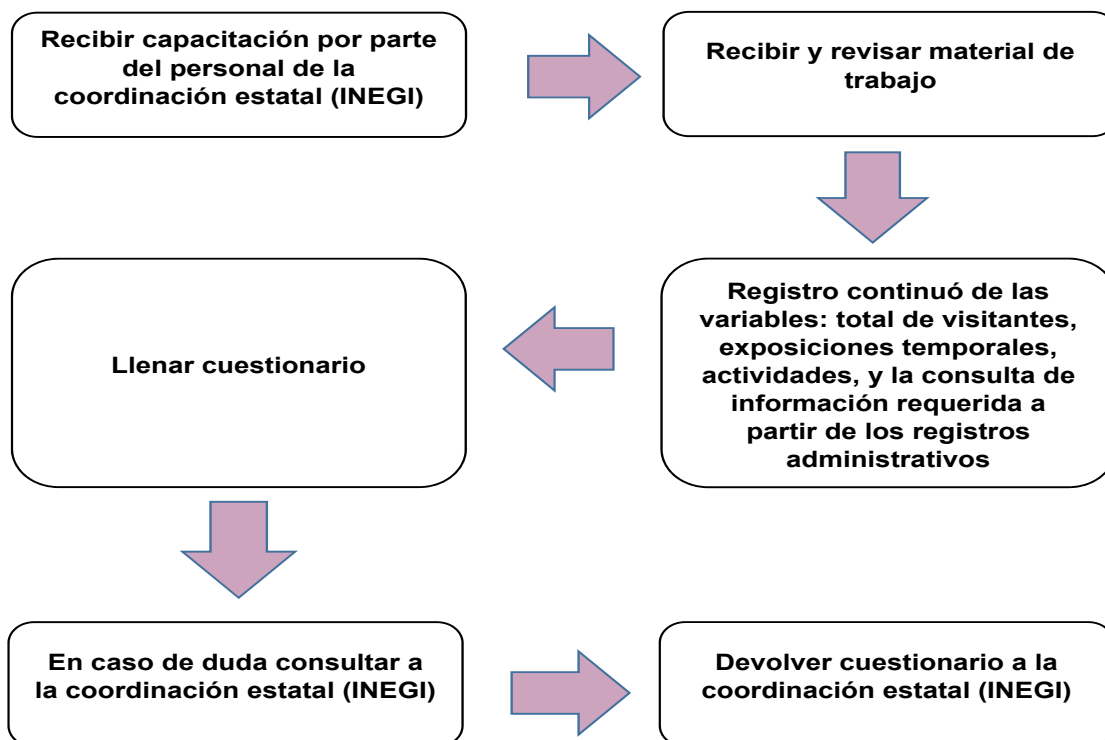 Recibir capacitación por parte
del personal de la
coordinación estatal (INEGI)
Recibir y revisar material de
trabajo
Registro continuó de las
variables: total de visitantes,
exposiciones temporales,
actividades, y la consulta de
información requerida a
partir de los registros
administrativos
Llenar cuestionario
En caso de duda consultar a
la coordinación estatal (INEGI)
Devolver cuestionario a la
coordinación estatal (INEGI)